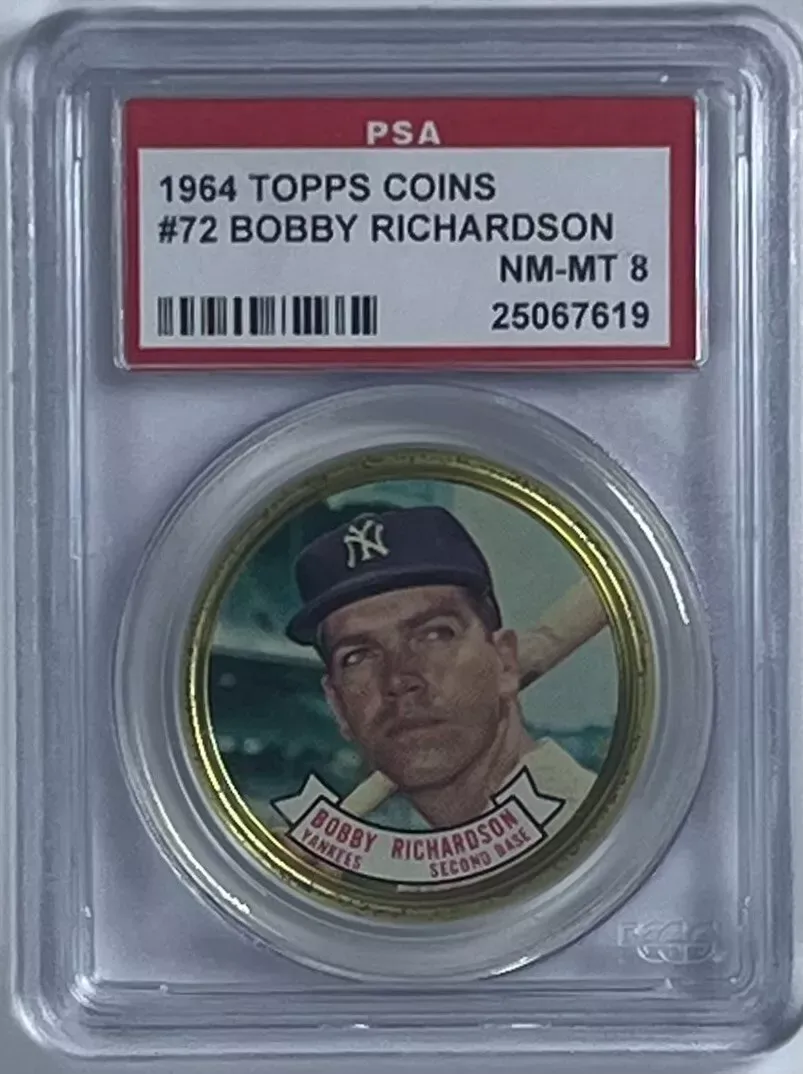 PSA
1964 TOPPS COINS
#72 BOBBY RICHARDSON
NM-MT 8
25067619
NY
BOBBY RICHARDSON
YANKEES SECOND BASE